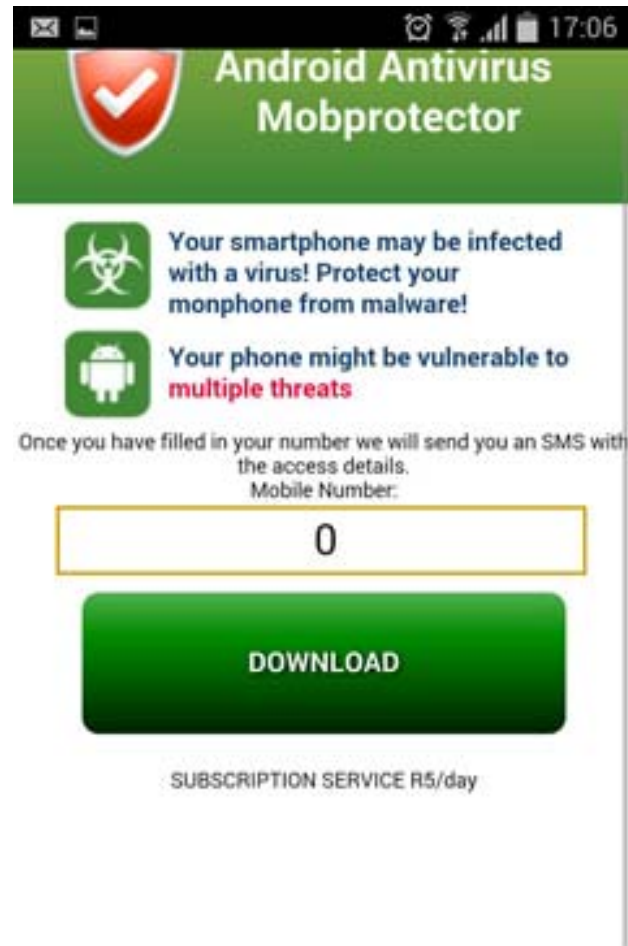 17:06
Android Antivirus
Mobprotector
Your smartphone may be infected
with a virus! Protect your
monphone from malware!
Your phone might be vulnerable to
multiple threats
Once you have filled in your number we will send you an SMS with
the access details.
Mobile Number:
0
DOWNLOAD
SUBSCRIPTION SERVICE R5/day